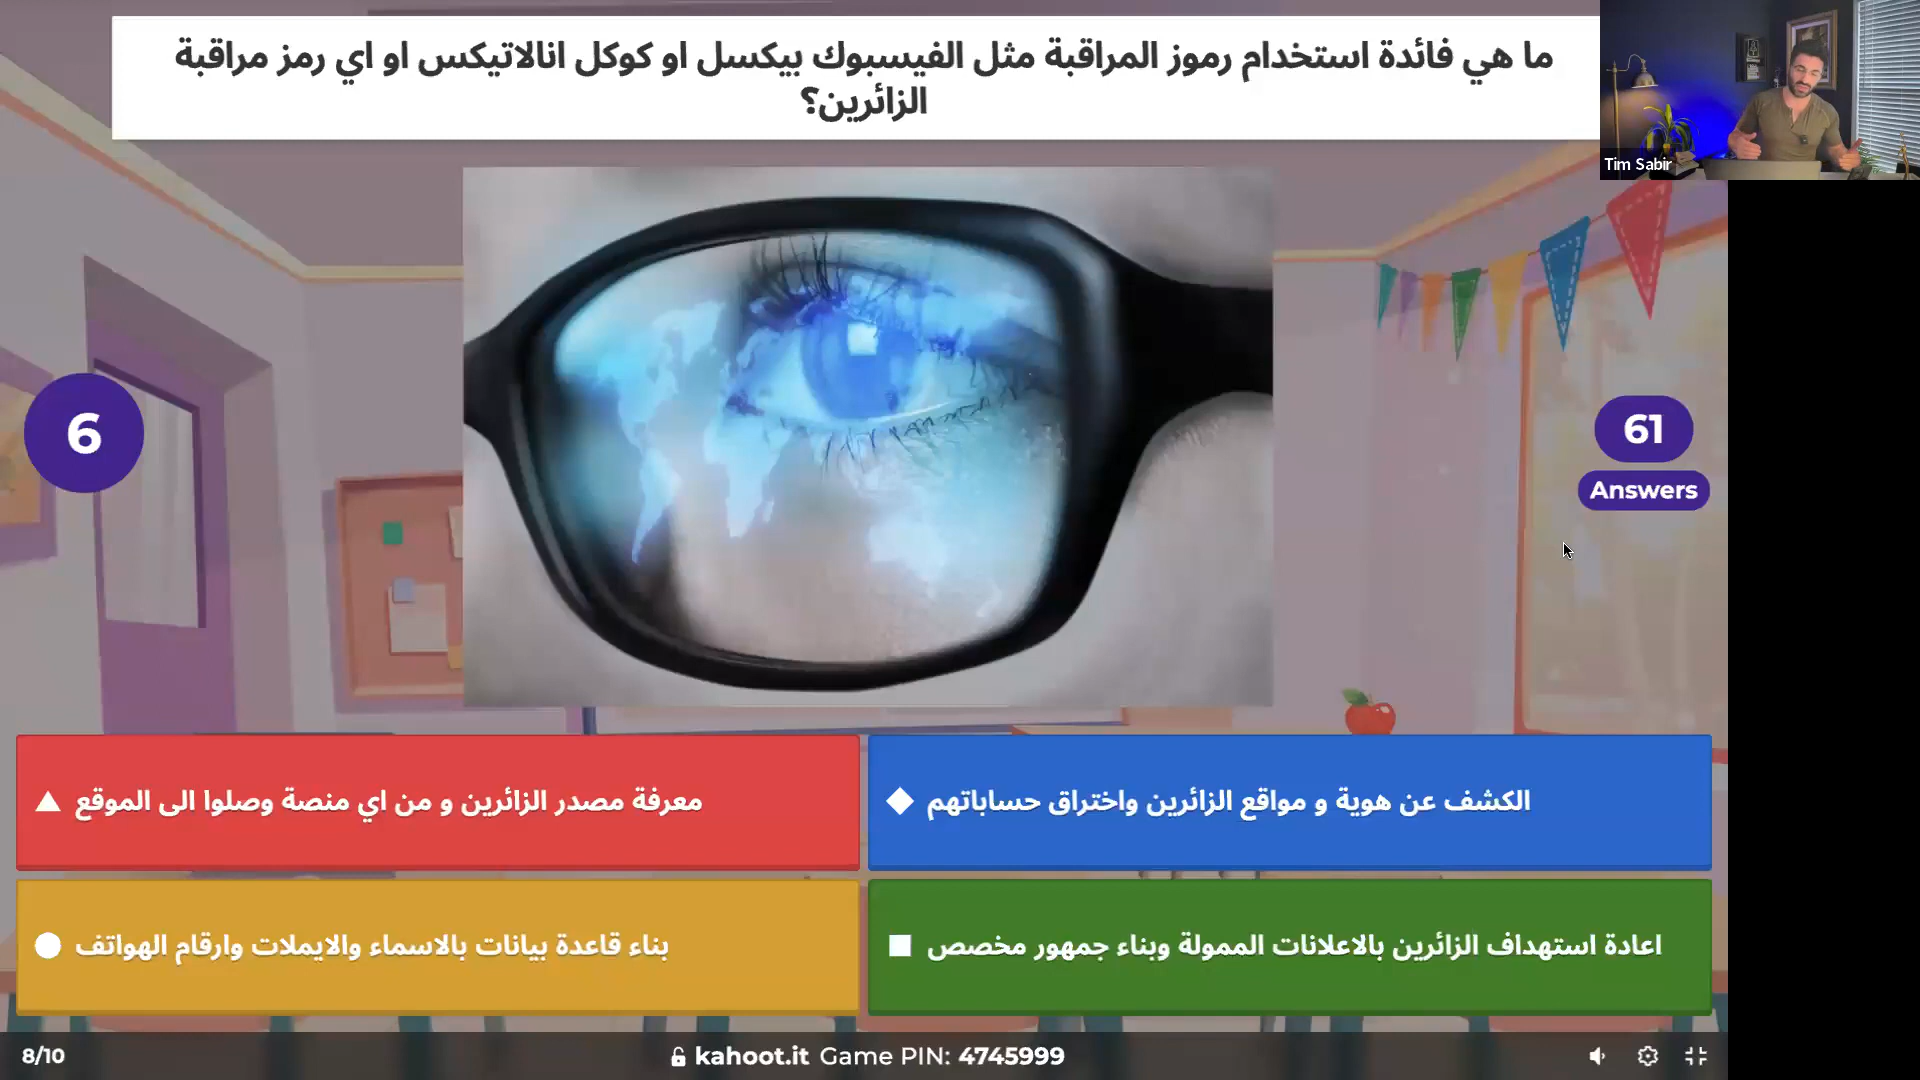 ما هي فائدة استخدام رموز المراقبة مثل الفيسبوك بيكسل او كوكل انالاتيكس او اي رمز مراقبة
الزائرين؟
Tim Sabir
6
61
Answers
معرفة مصدر الزائرين و من اي منصة وصلوا الى الموقع
الكشف عن هوية و مواقع الزائرين واختراق حساباتهم
بناء قاعدة بيانات بالاسماء والايملات وارقام الهواتف
اعادة استهداف الزائرين بالاعلانات الممولة وبناء جمهور مخصص
8/10
kahoot.it Game PIN: 4745999